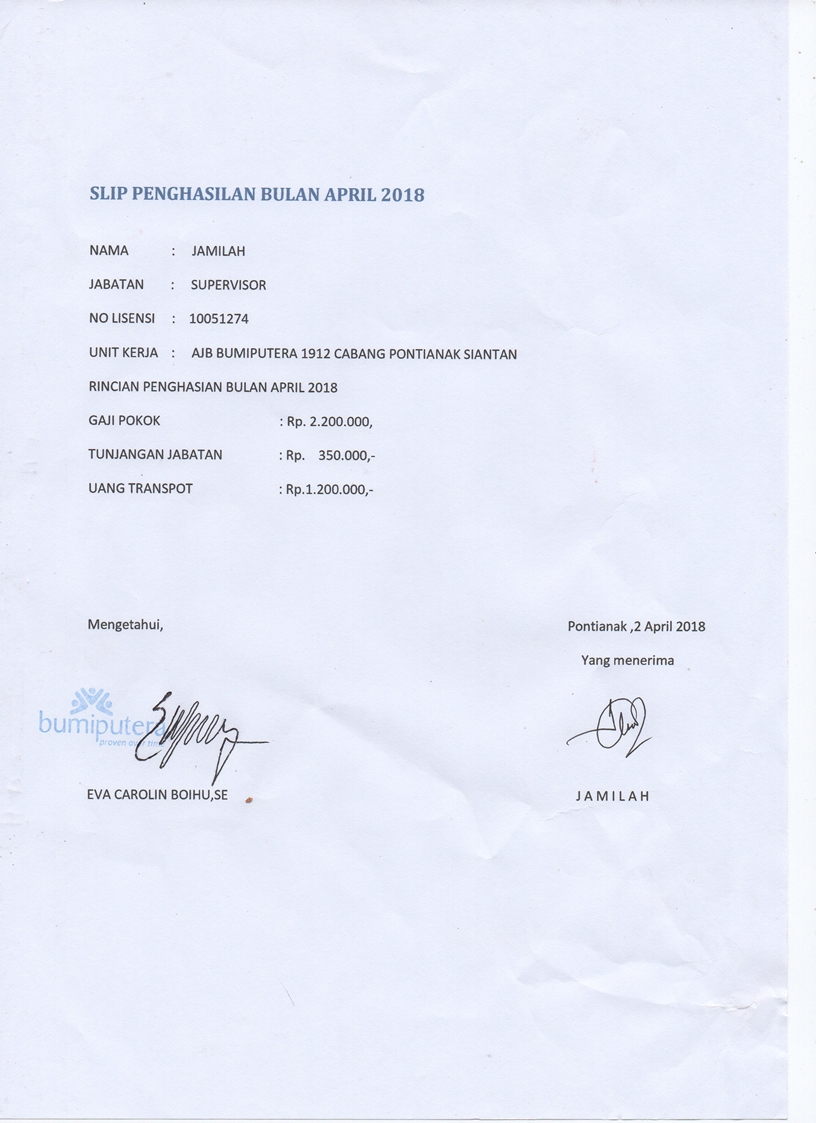 SLIP PENGHASILAN BULAN APRIL 2018
NAMA : JAMILAH
JABATAN : SUPERVISOR
NO LISENSI : 10051274
UNIT KERJA : AJB BUMIPUTERA 1912 CABANG PONTIANAK SIANTAN
RINCIAN PENGHASIAN BULAN APRIL 2018
GAJI POKOK : Rp. 2.200.000,
TUNJANGAN JABATAN : Rp. 350.000,-
UANG TRANSPOT : Rp.1.200.000,-
Mengetahui,
Pontianak ,2 April 2018
Yang menerima
bumiputera
proven over time
EVA CAROLIN BOIHU,SE
J A M I L A H